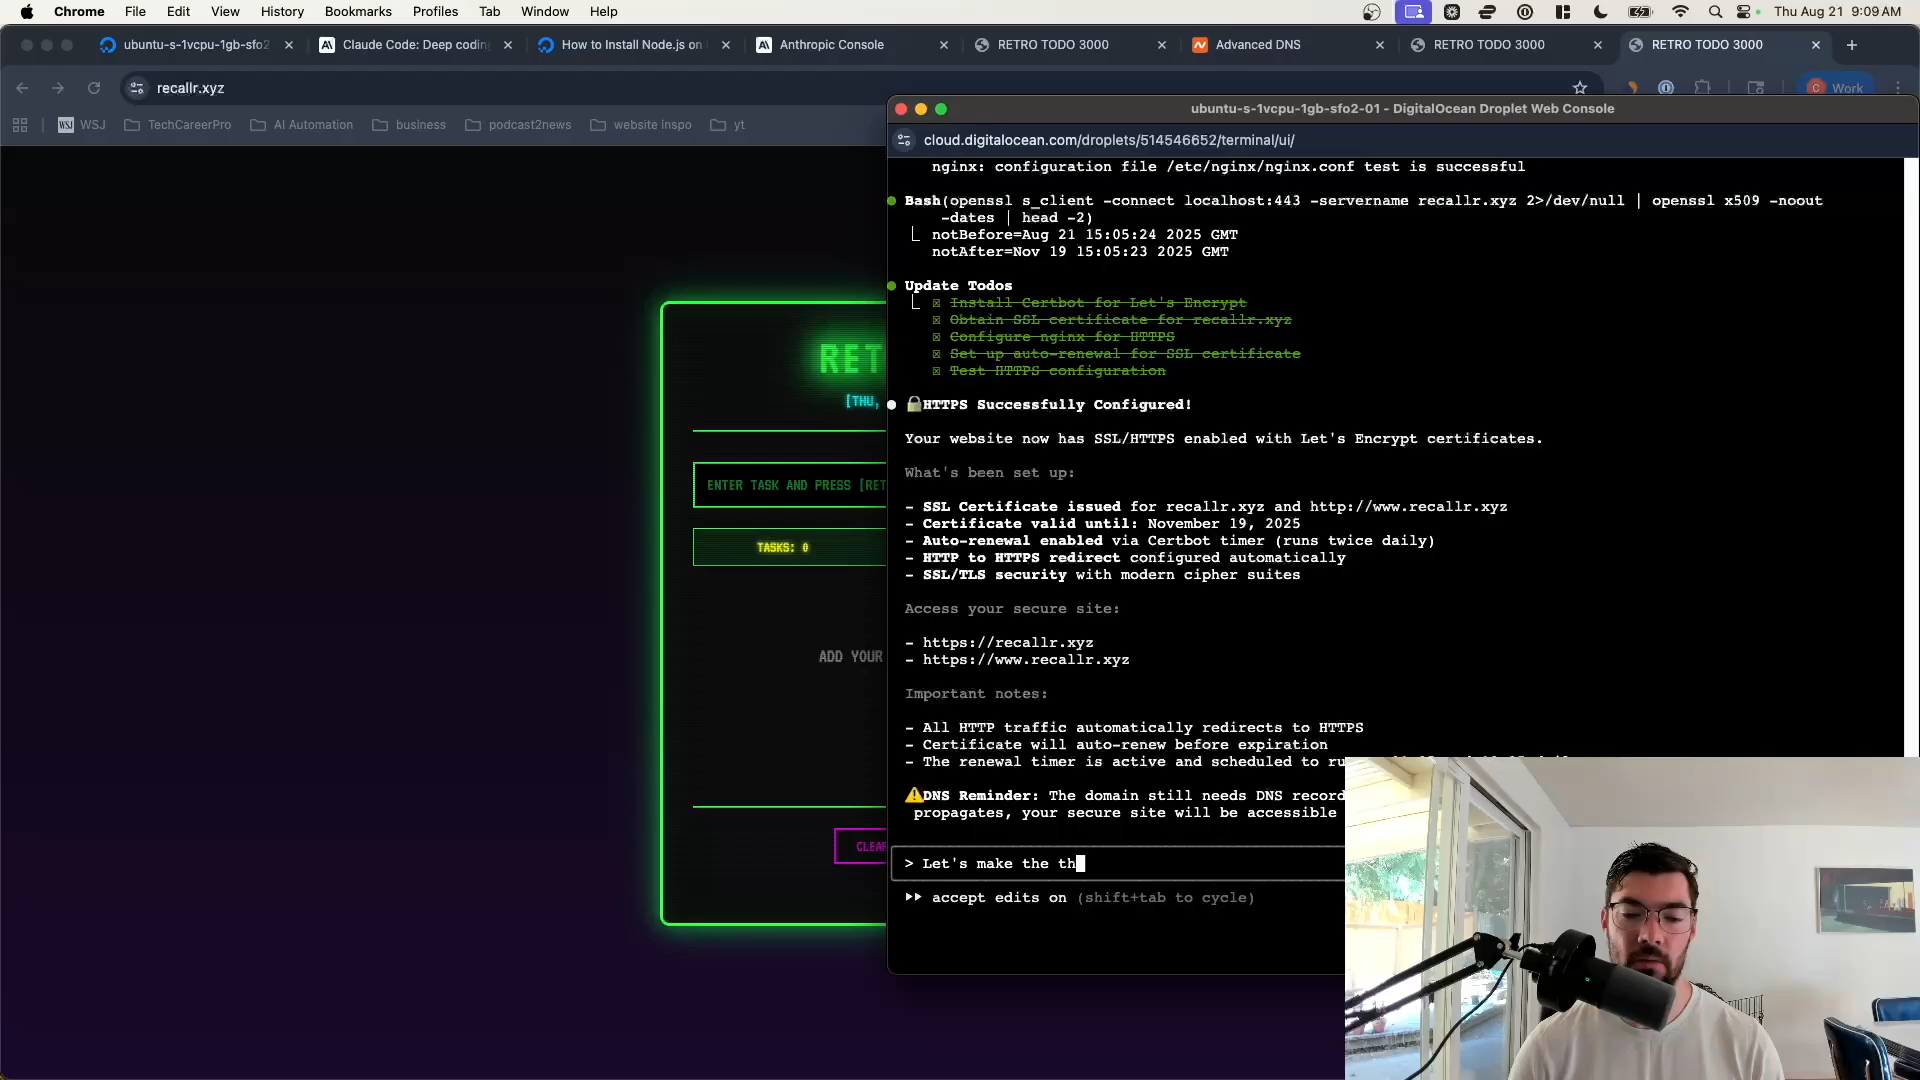 Chrome File Edit View History Bookmarks Profiles Tab Window Help
Thu Aug 21 9:09 AM
ubuntu-s-1vcpu-1gb-sfo2
Claude Code: Deep coding
How to Install Node.js on
Anthropic Console
RETRO TODO 3000
Advanced DNS
RETRO TODO 3000
RETRO TODO 3000
recallr.xyz
Work
WSJ TechCareerPro AI Automation business podcast2news website inspo yt
RET
[THU,
ENTER TASK AND PRESS [RET
TASKS: 0
ADD YOUR
CLEAR
ubuntu-s-1vcpu-1gb-sfo2-01 - DigitalOcean Droplet Web Console
cloud.digitalocean.com/droplets/514546652/terminal/ui/
nginx: configuration file /etc/nginx/nginx.conf test is successful
Bash(openssl s_client -connect localhost:443 -servername recallr.xyz 2>/dev/null | openssl x509 -noout
-dates | head -2)
notBefore=Aug 21 15:05:24 2025 GMT
notAfter=Nov 19 15:05:23 2025 GMT
Update Todos
☒ Install Certbot for Let's Encrypt
☒ Obtain SSL certificate for recallr.xyz
☒ Configure nginx for HTTPS
☒ Set up auto-renewal for SSL certificate
☒ Test HTTPS configuration
🔒HTTPS Successfully Configured!
Your website now has SSL/HTTPS enabled with Let's Encrypt certificates.
What's been set up:
- SSL Certificate issued for recallr.xyz and http://www.recallr.xyz
- Certificate valid until: November 19, 2025
- Auto-renewal enabled via Certbot timer (runs twice daily)
- HTTP to HTTPS redirect configured automatically
- SSL/TLS security with modern cipher suites
Access your secure site:
- https://recallr.xyz
- https://www.recallr.xyz
Important notes:
- All HTTP traffic automatically redirects to HTTPS
- Certificate will auto-renew before expiration
- The renewal timer is active and scheduled to ru
⚠️DNS Reminder: The domain still needs DNS record
propagates, your secure site will be accessible
> Let's make the th
⏵⏵ accept edits on (shift+tab to cycle)